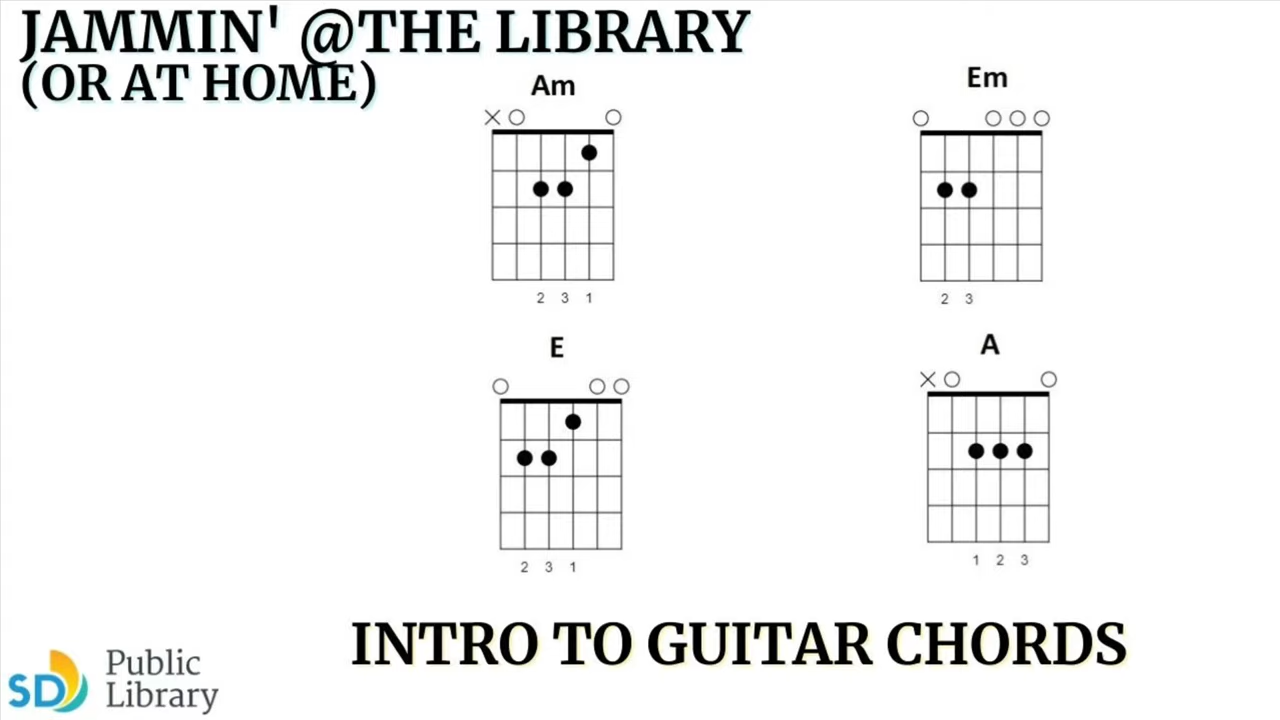 JAMMIN' @THE LIBRARY
(OR AT HOME)
Am
Em
2 3 1
2 3
E
A
2 3 1
1 2 3
INTRO TO GUITAR CHORDS
SD Public
Library